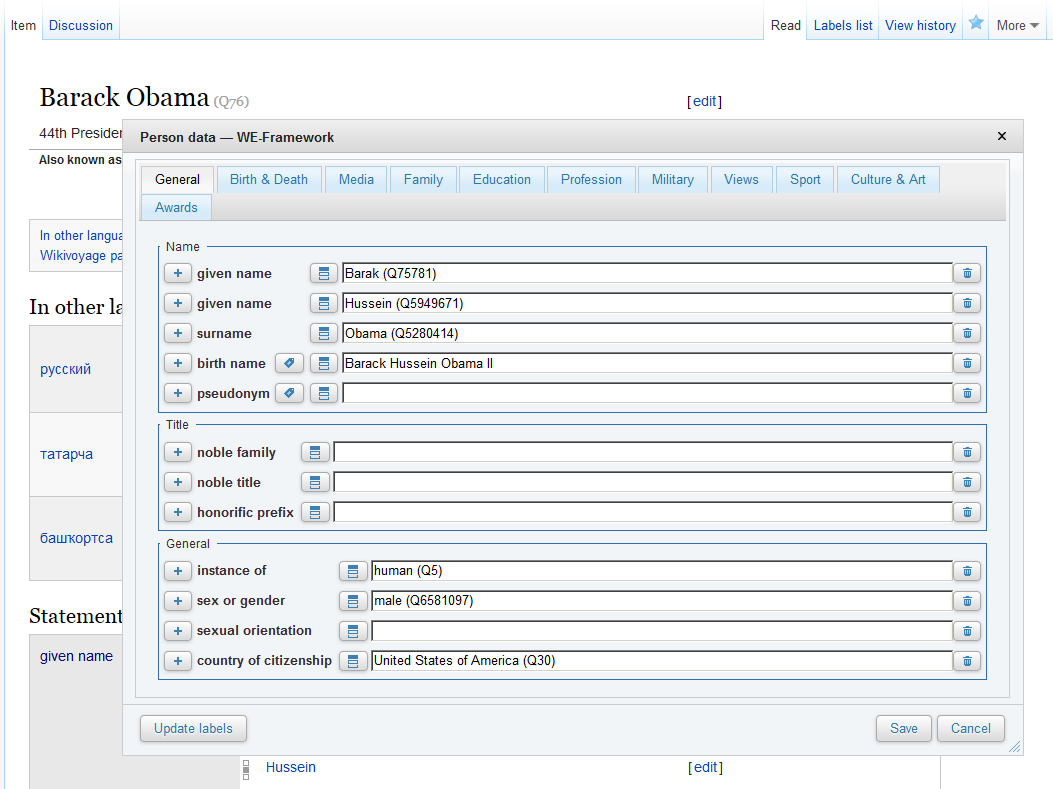 Item Discussion Read Labels list View history More
Barack Obama (Q76) [edit]
44th Presiden
Also known as
Person data — WE-Framework ×
General Birth & Death Media Family Education Profession Military Views Sport Culture & Art
Awards
In other langua
Wikivoyage pa
In other la
русский
татарча
башҡортса
Statement
given name
Name
+ given name Barak (Q75781)
+ given name Hussein (Q5949671)
+ surname Obama (Q5280414)
+ birth name Barack Hussein Obama II
+ pseudonym
Title
+ noble family
+ noble title
+ honorific prefix
General
+ instance of human (Q5)
+ sex or gender male (Q6581097)
+ sexual orientation
+ country of citizenship United States of America (Q30)
Update labels Save Cancel
Hussein [edit]